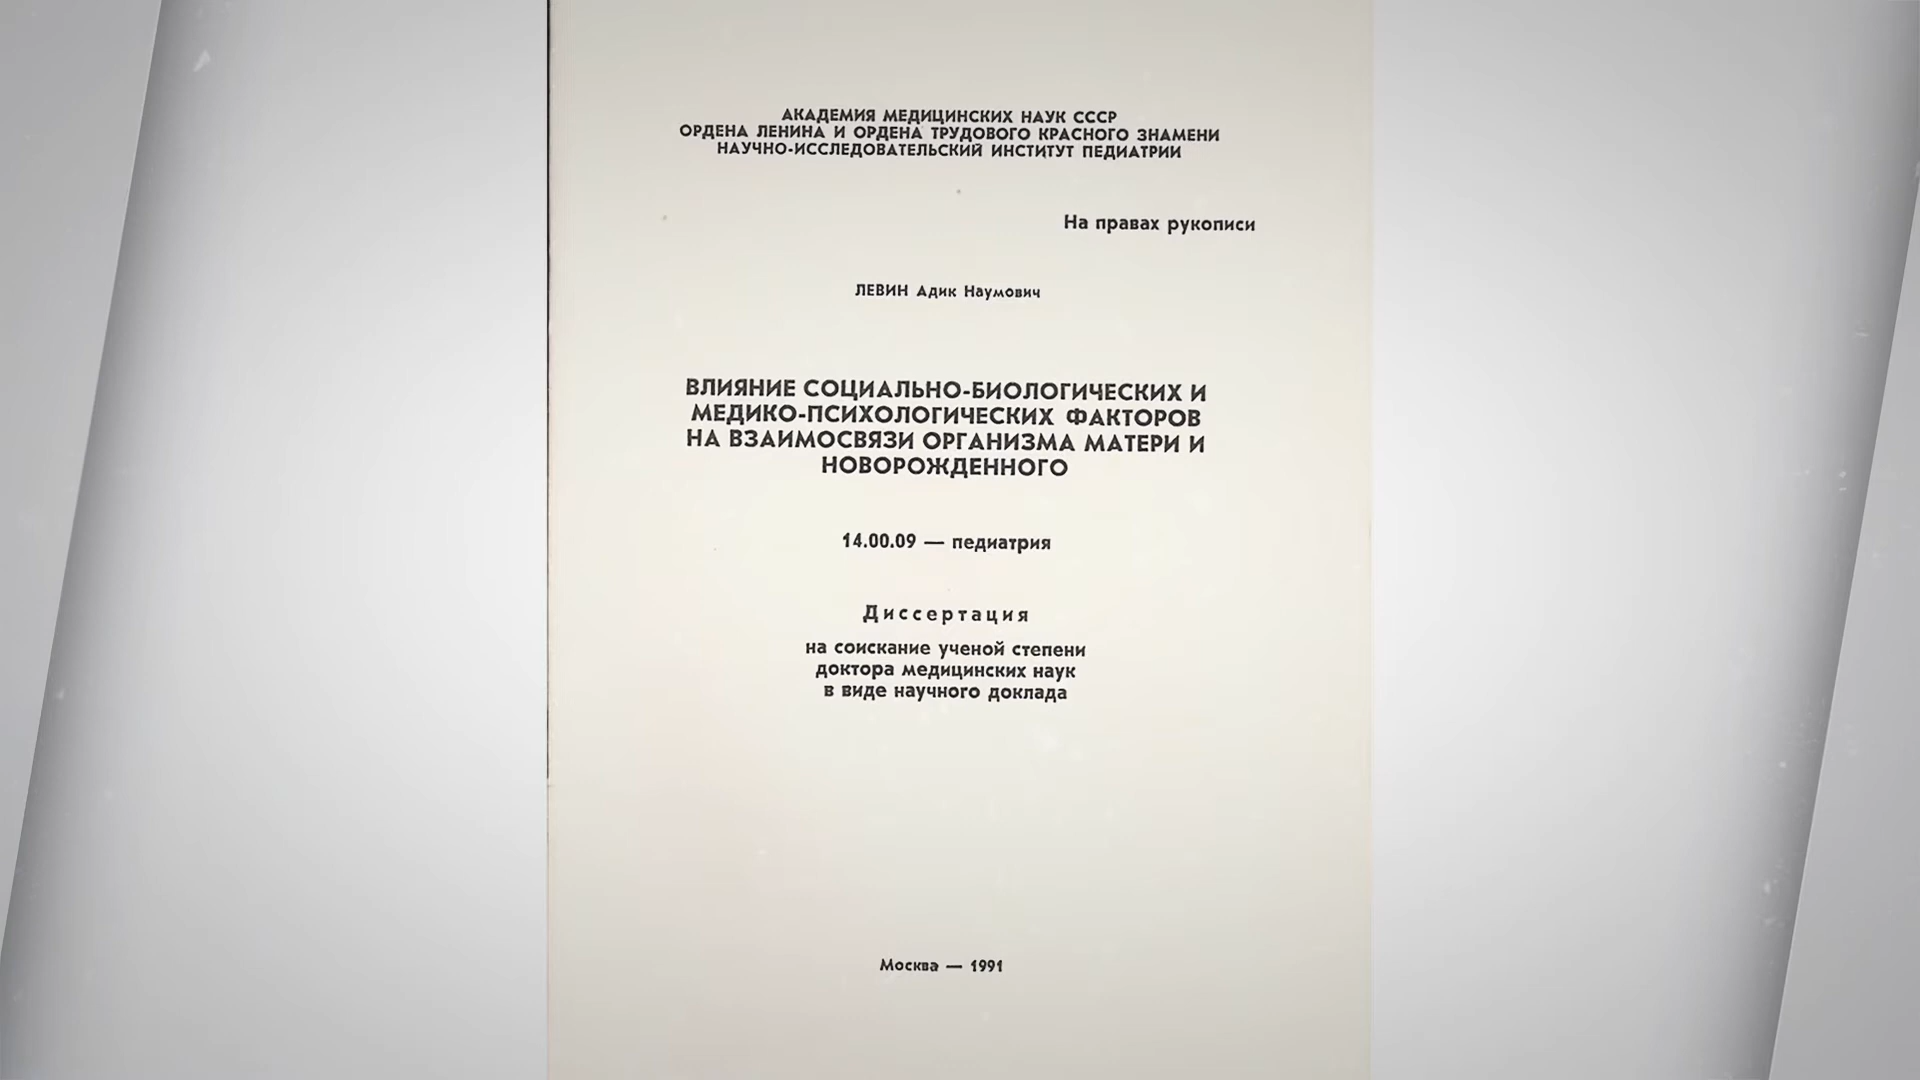 АКАДЕМИЯ МЕДИЦИНСКИХ НАУК СССР
ОРДЕНА ЛЕНИНА И ОРДЕНА ТРУДОВОГО КРАСНОГО ЗНАМЕНИ
НАУЧНО-ИССЛЕДОВАТЕЛЬСКИЙ ИНСТИТУТ ПЕДИАТРИИ
На правах рукописи
ЛЕВИН Адик Наумович
ВЛИЯНИЕ СОЦИАЛЬНО-БИОЛОГИЧЕСКИХ И
МЕДИКО-ПСИХОЛОГИЧЕСКИХ ФАКТОРОВ
НА ВЗАИМОСВЯЗИ ОРГАНИЗМА МАТЕРИ И
НОВОРОЖДЕННОГО
14.00.09 — педиатрия
Диссертация
на соискание ученой степени
доктора медицинских наук
в виде научного доклада
Москва — 1991